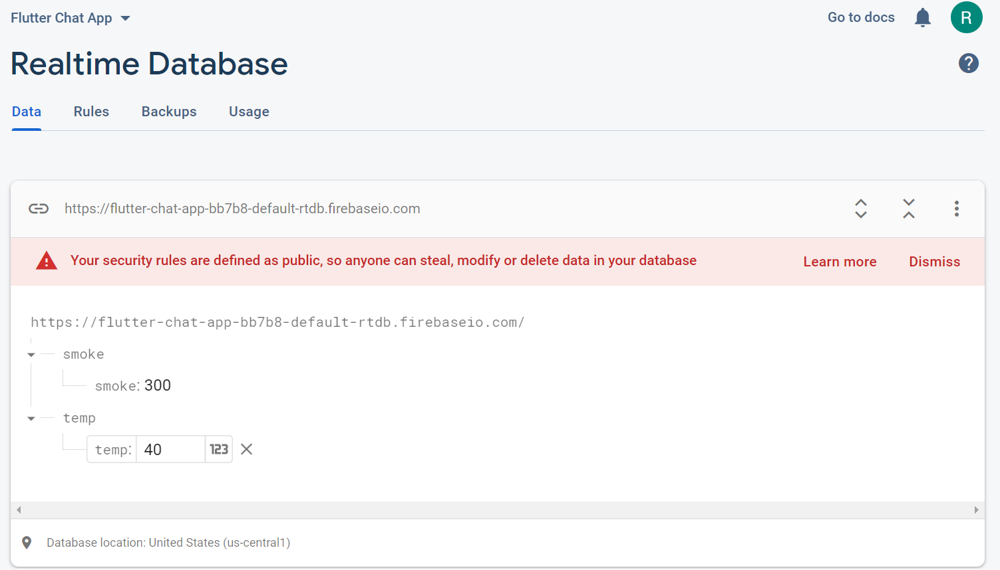 Flutter Chat App
Go to docs
R
Realtime Database
?
Data Rules Backups Usage
https://flutter-chat-app-bb7b8-default-rtdb.firebaseio.com
Your security rules are defined as public, so anyone can steal, modify or delete data in your database
Learn more Dismiss
https://flutter-chat-app-bb7b8-default-rtdb.firebaseio.com/
smoke
smoke: 300
temp
temp: 40 123
Database location: United States (us-central1)